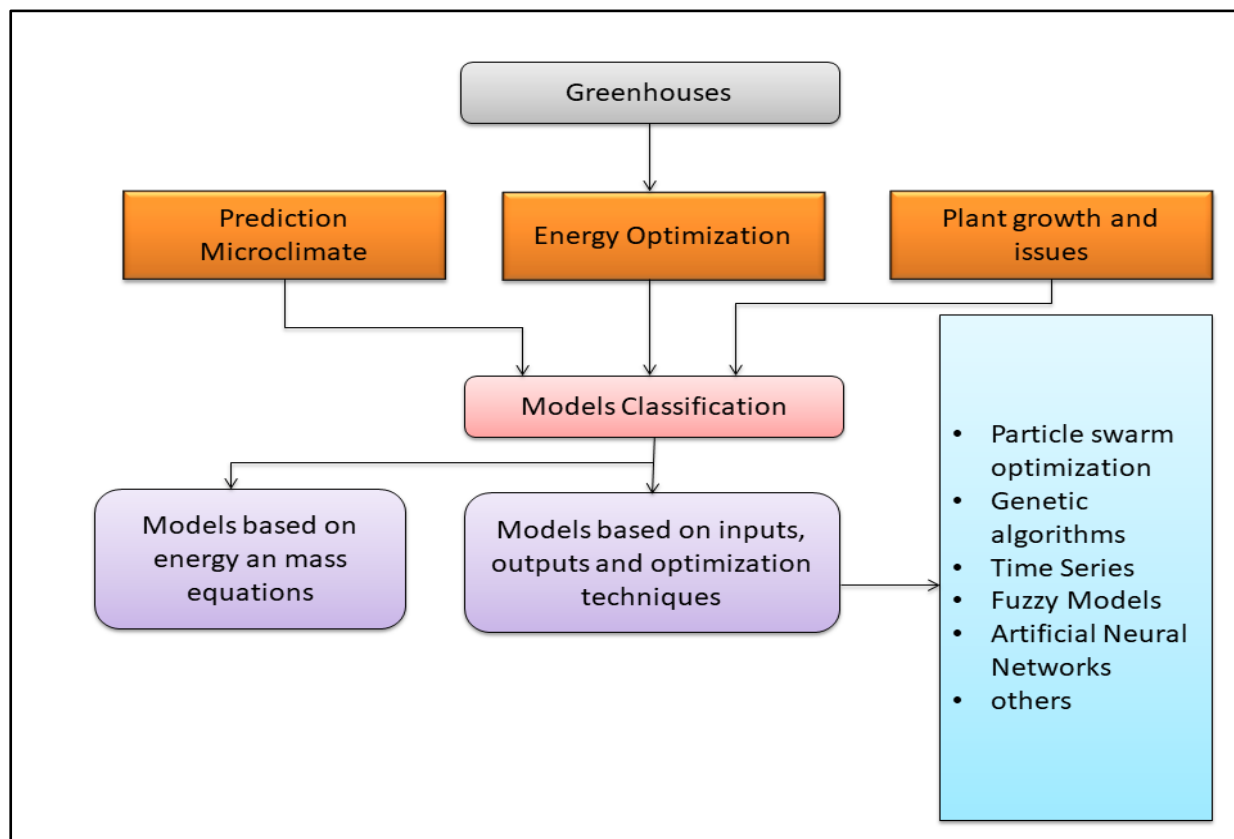 Greenhouses
Prediction
Microclimate
Energy Optimization
Plant growth and
issues
Models Classification
Models based on
energy an mass
equations
Models based on inputs,
outputs and optimization
techniques
• Particle swarm
optimization
• Genetic
algorithms
• Time Series
• Fuzzy Models
• Artificial Neural
Networks
• others